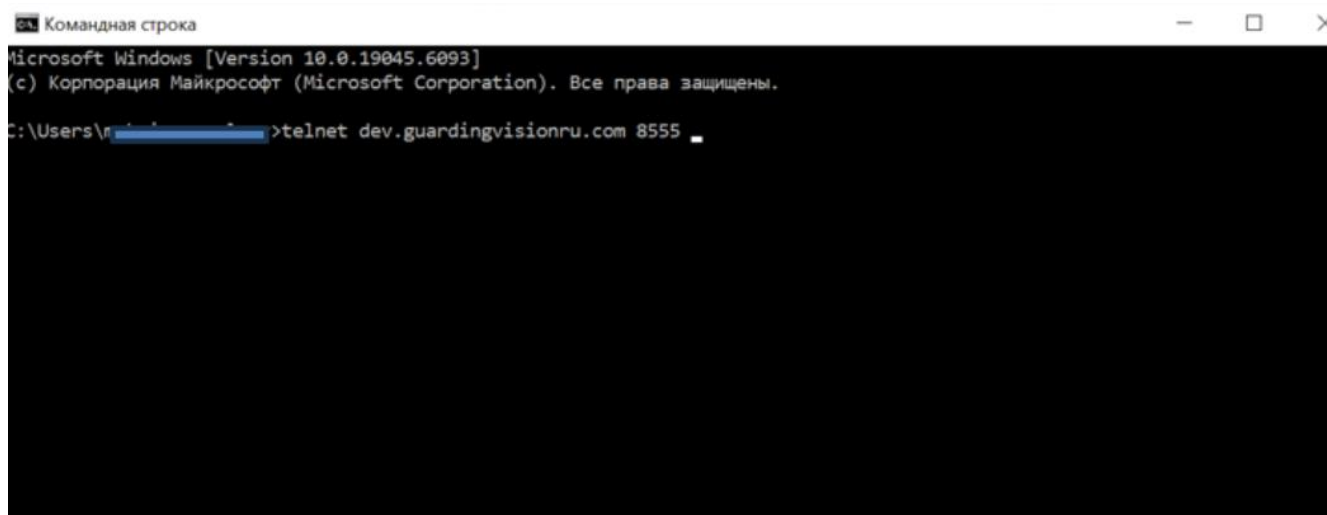 Командная строка
Microsoft Windows [Version 10.0.19045.6093]
(c) Корпорация Майкрософт (Microsoft Corporation). Все права защищены.
C:\Users\ >telnet dev.guardingvisionru.com 8555